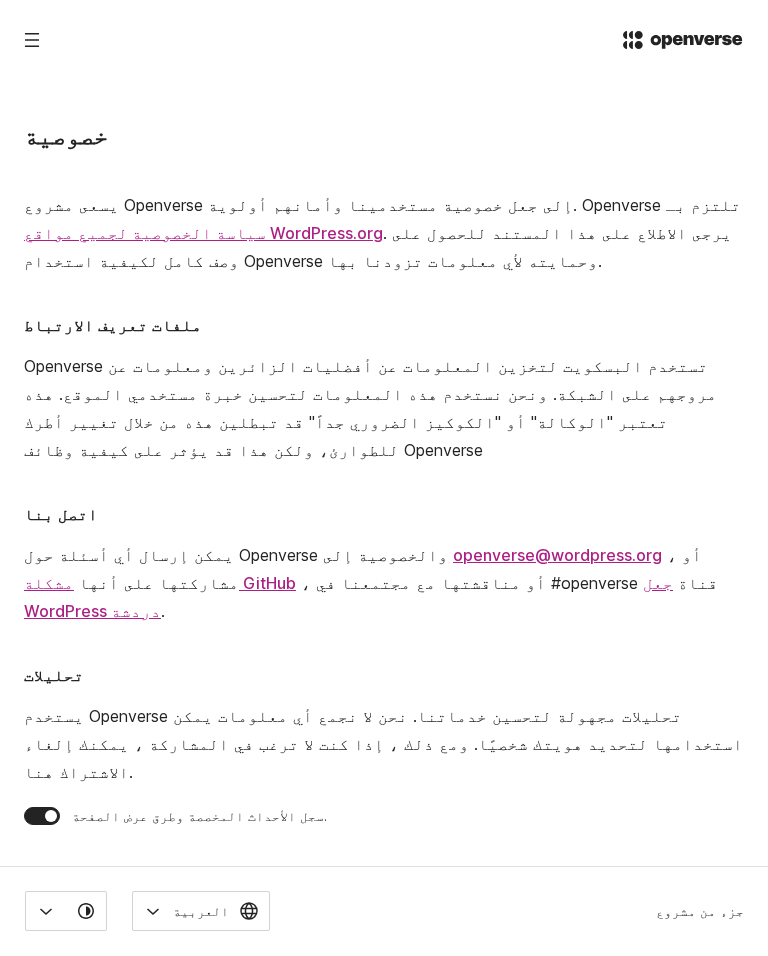 openverse
خصوصية
يسعى مشروع Openverse إلى جعل خصوصية مستخدمينا وأمانهم أولوية. Openverse تلتزم بـ
سياسة الخصوصية لجميع مواقع WordPress.org. يرجى الاطلاع على هذا المستند للحصول على
وصف كامل لكيفية استخدام Openverse وحمايته لأي معلومات تزودنا بها.
ملفات تعريف الارتباط
Openverse تستخدم البسكويت لتخزين المعلومات عن أفضليات الزائرين ومعلومات عن
مروجهم على الشبكة. ونحن نستخدم هذه المعلومات لتحسين خبرة مستخدمي الموقع. هذه
تعتبر "الوكالة" أو "الكوكيز الضروري جداً" قد تبطلين هذه من خلال تغيير أطرك
للطوارئ، ولكن هذا قد يؤثر على كيفية وظائف Openverse
اتصل بنا
يمكن إرسال أي أسئلة حول Openverse والخصوصية إلى openverse@wordpress.org ، أو
مشاركتها على أنها مشكلة GitHub ، أو مناقشتها مع مجتمعنا في #openverse قناة جعل
دردشة WordPress.
تحليلات
يستخدم Openverse تحليلات مجهولة لتحسين خدماتنا. نحن لا نجمع أي معلومات يمكن
استخدامها لتحديد هويتك شخصيًا. ومع ذلك ، إذا كنت لا ترغب في المشاركة ، يمكنك إلغاء
الاشتراك هنا.
سجل الأحداث المخصصة وطرق عرض الصفحة.
جزء من مشروع
العربية